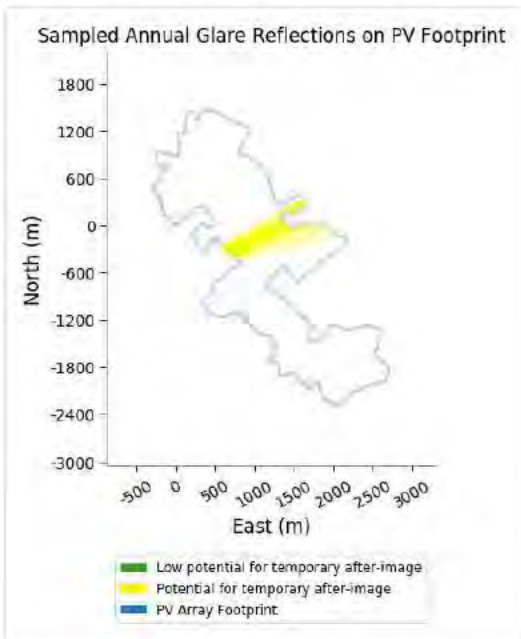 Sampled Annual Glare Reflections on PV Footprint
1800
1200
600
0
-600
-1200
-1800
-2400
-3000
North (m)
-500
0
500
1000
1500
2000
2500
3000
East (m)
Low potential for temporary after-image
Potential for temporary after-image
PV Array Footprint